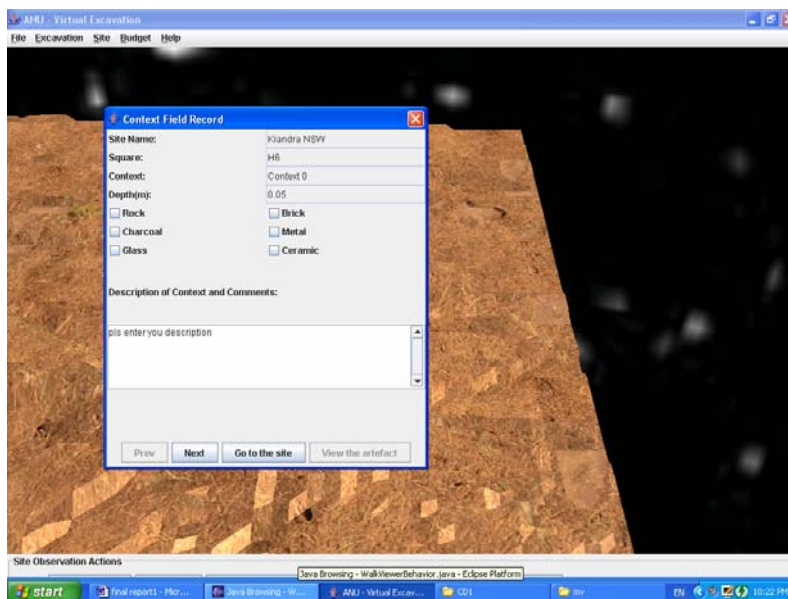 ANU - Virtual Excavation
File Excavation Site Budget Help
Context Field Record
Site Name: Kiandra NSW
Square: H6
Context: Context 0
Depth(m): 0.05
Rock Brick
Charcoal Metal
Glass Ceramic
Description of Context and Comments:
pls enter you description
Prev Next Go to the site View the artefact
Site Observation Actions
Java Browsing - WalkViewerBehavior.java - Eclipse Platform
start final report1 - Micr... Java Browsing - W... ANU - Virtual Excav... CD1 mv EN 10:22 PM